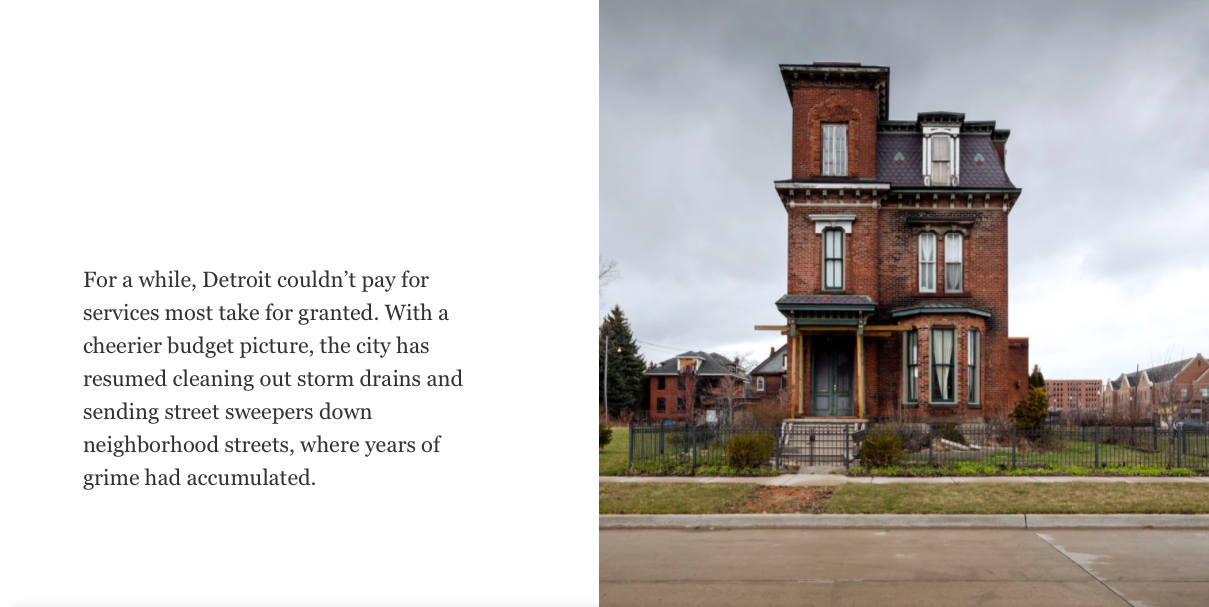 For a while, Detroit couldn’t pay for
services most take for granted. With a
cheerier budget picture, the city has
resumed cleaning out storm drains and
sending street sweepers down
neighborhood streets, where years of
grime had accumulated.